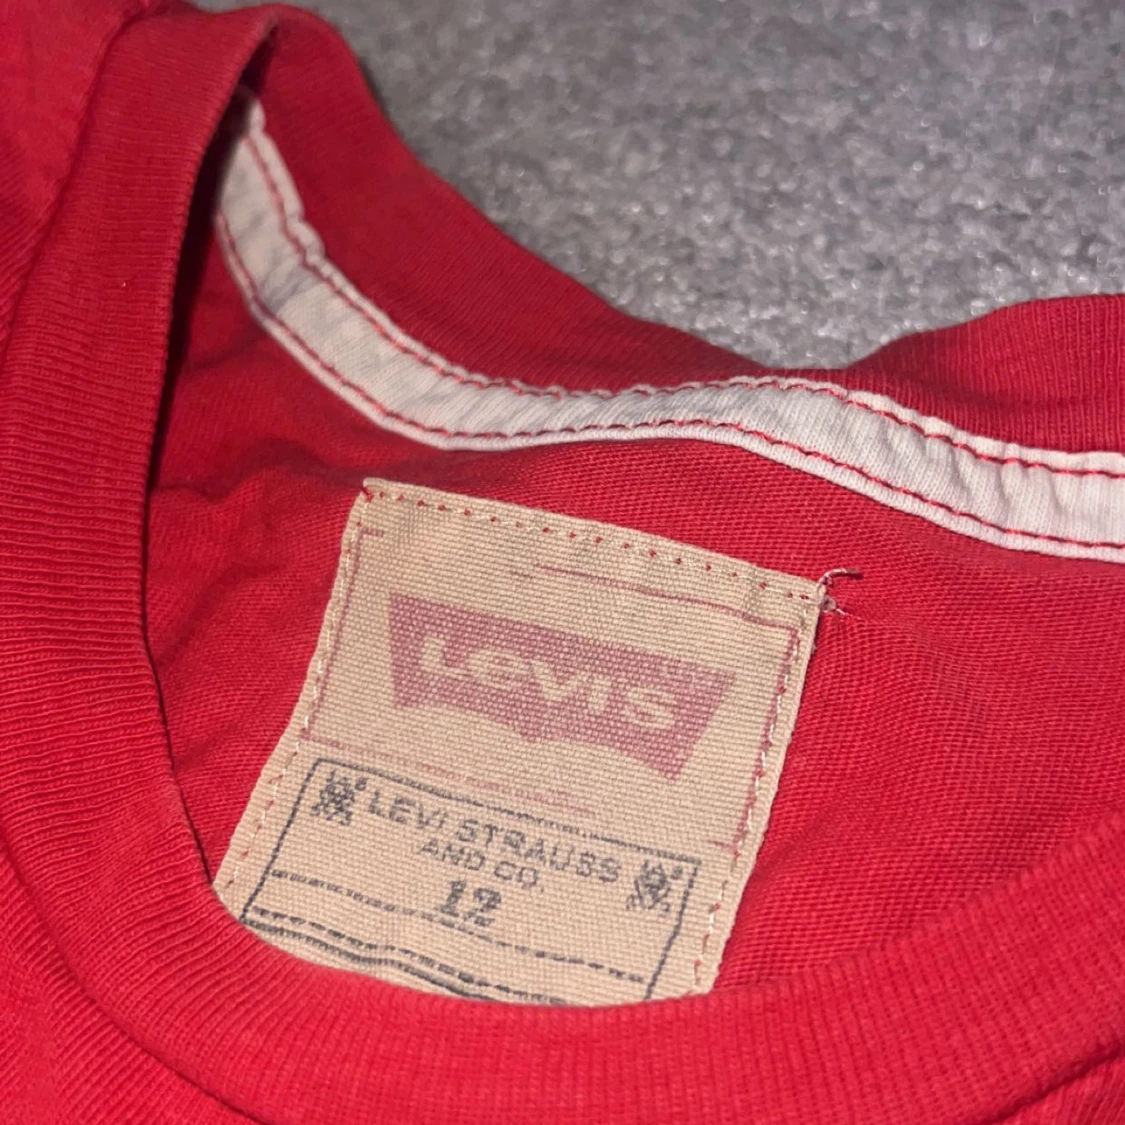 Levi's
LEVI STRAUSS
AND CO.
12